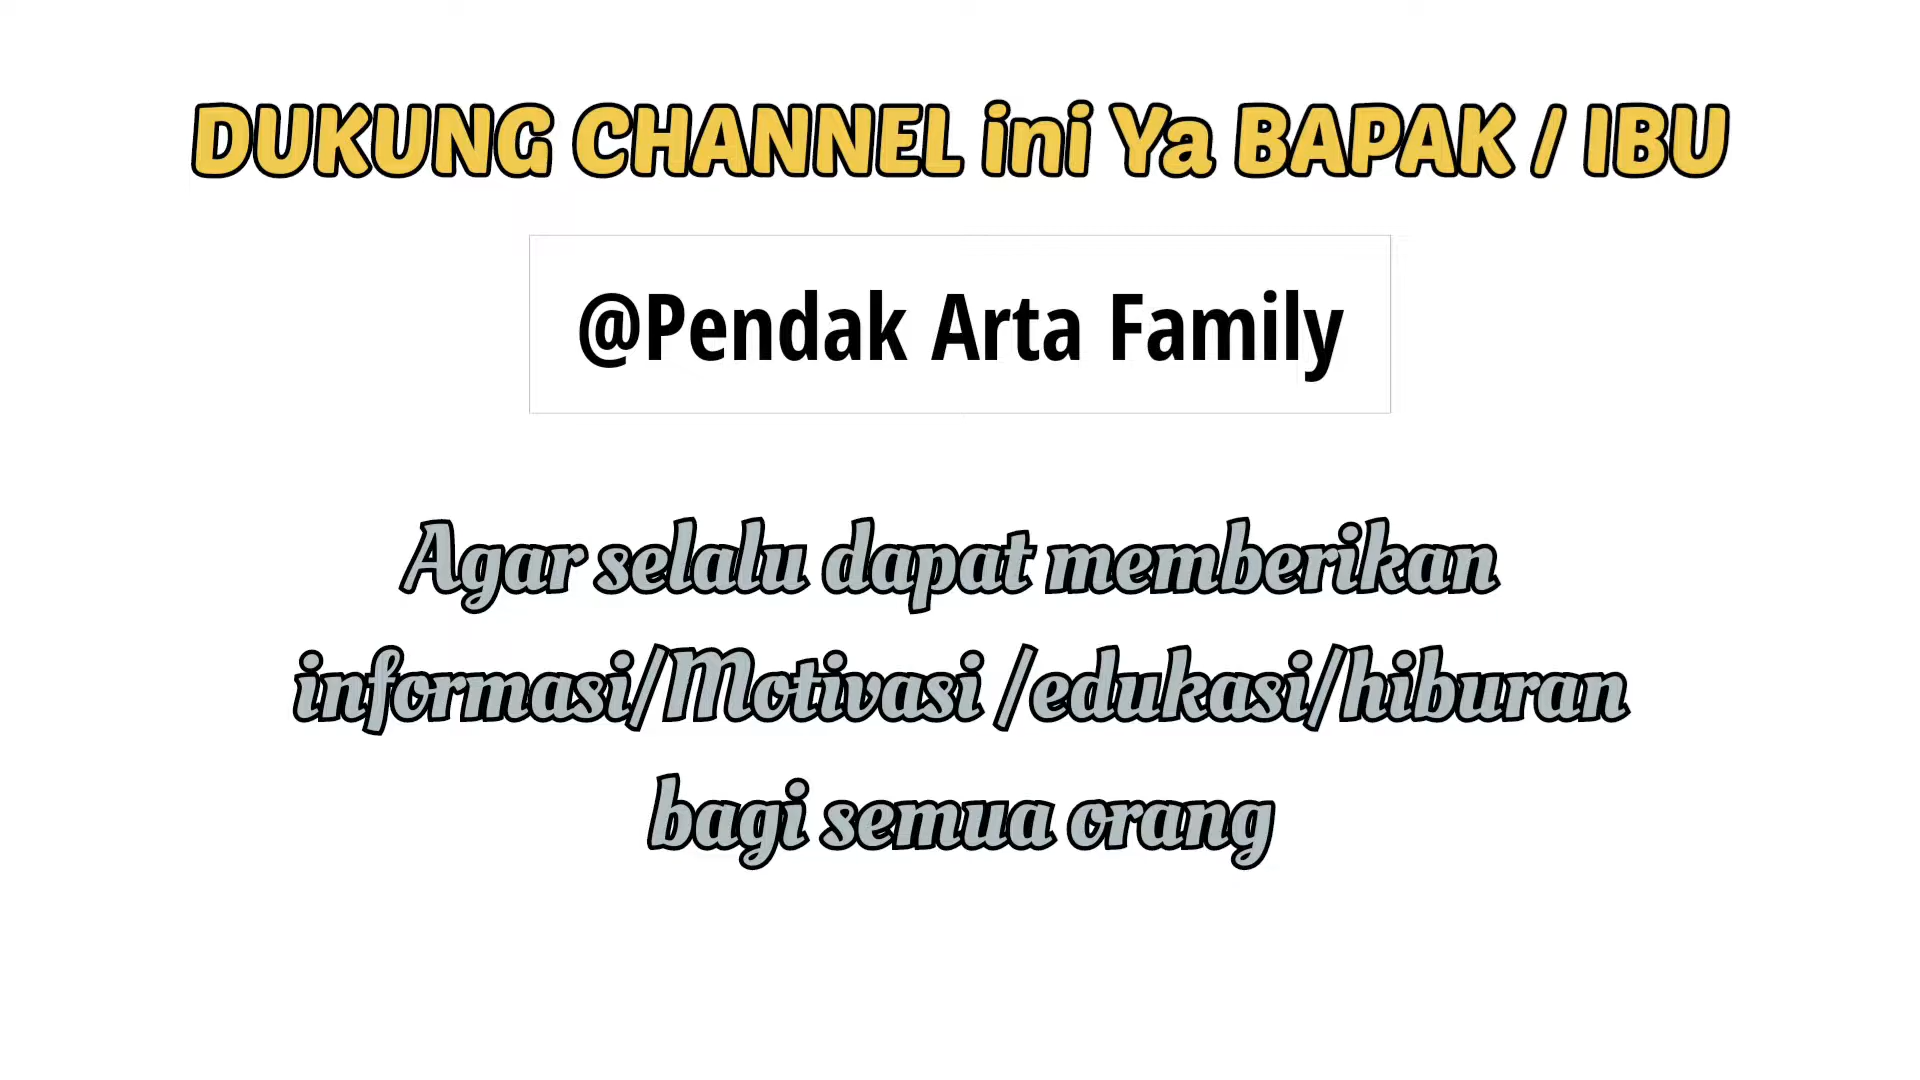 DUKUNG CHANNEL ini Ya BAPAK / IBU
@Pendak Arta Family
Agar selalu dapat memberikan
informasi/Motivasi /edukasi/hiburan
bagi semua orang